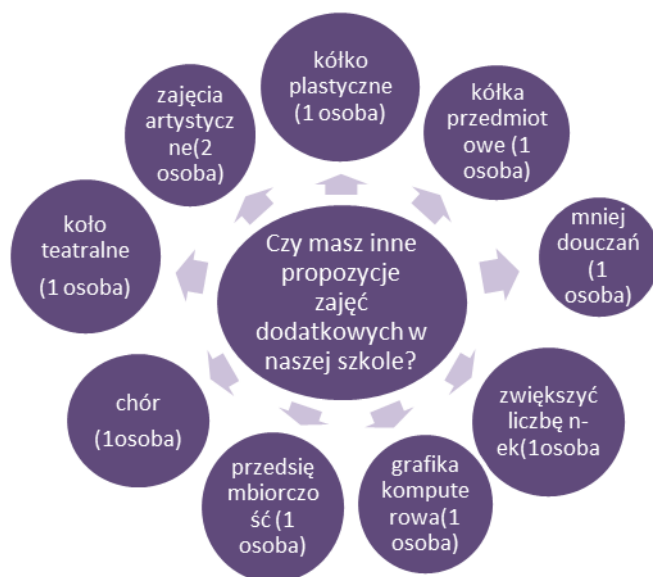 kółko
plastyczne
(1 osoba)
kółka
przedmiot
owe (1
osoba)
mniej
douczań
(1
osoba)
zwiększyć
liczbę n-
ek(1osoba
grafika
kompute
rowa(1
osoba)
przedsię
mbiorczo
ść (1
osoba)
chór
(1osoba)
koło
teatralne
(1 osoba)
zajęcia
artystycz
ne(2
osoba)
Czy masz inne
propozycje
zajęć
dodatkowych w
naszej szkole?